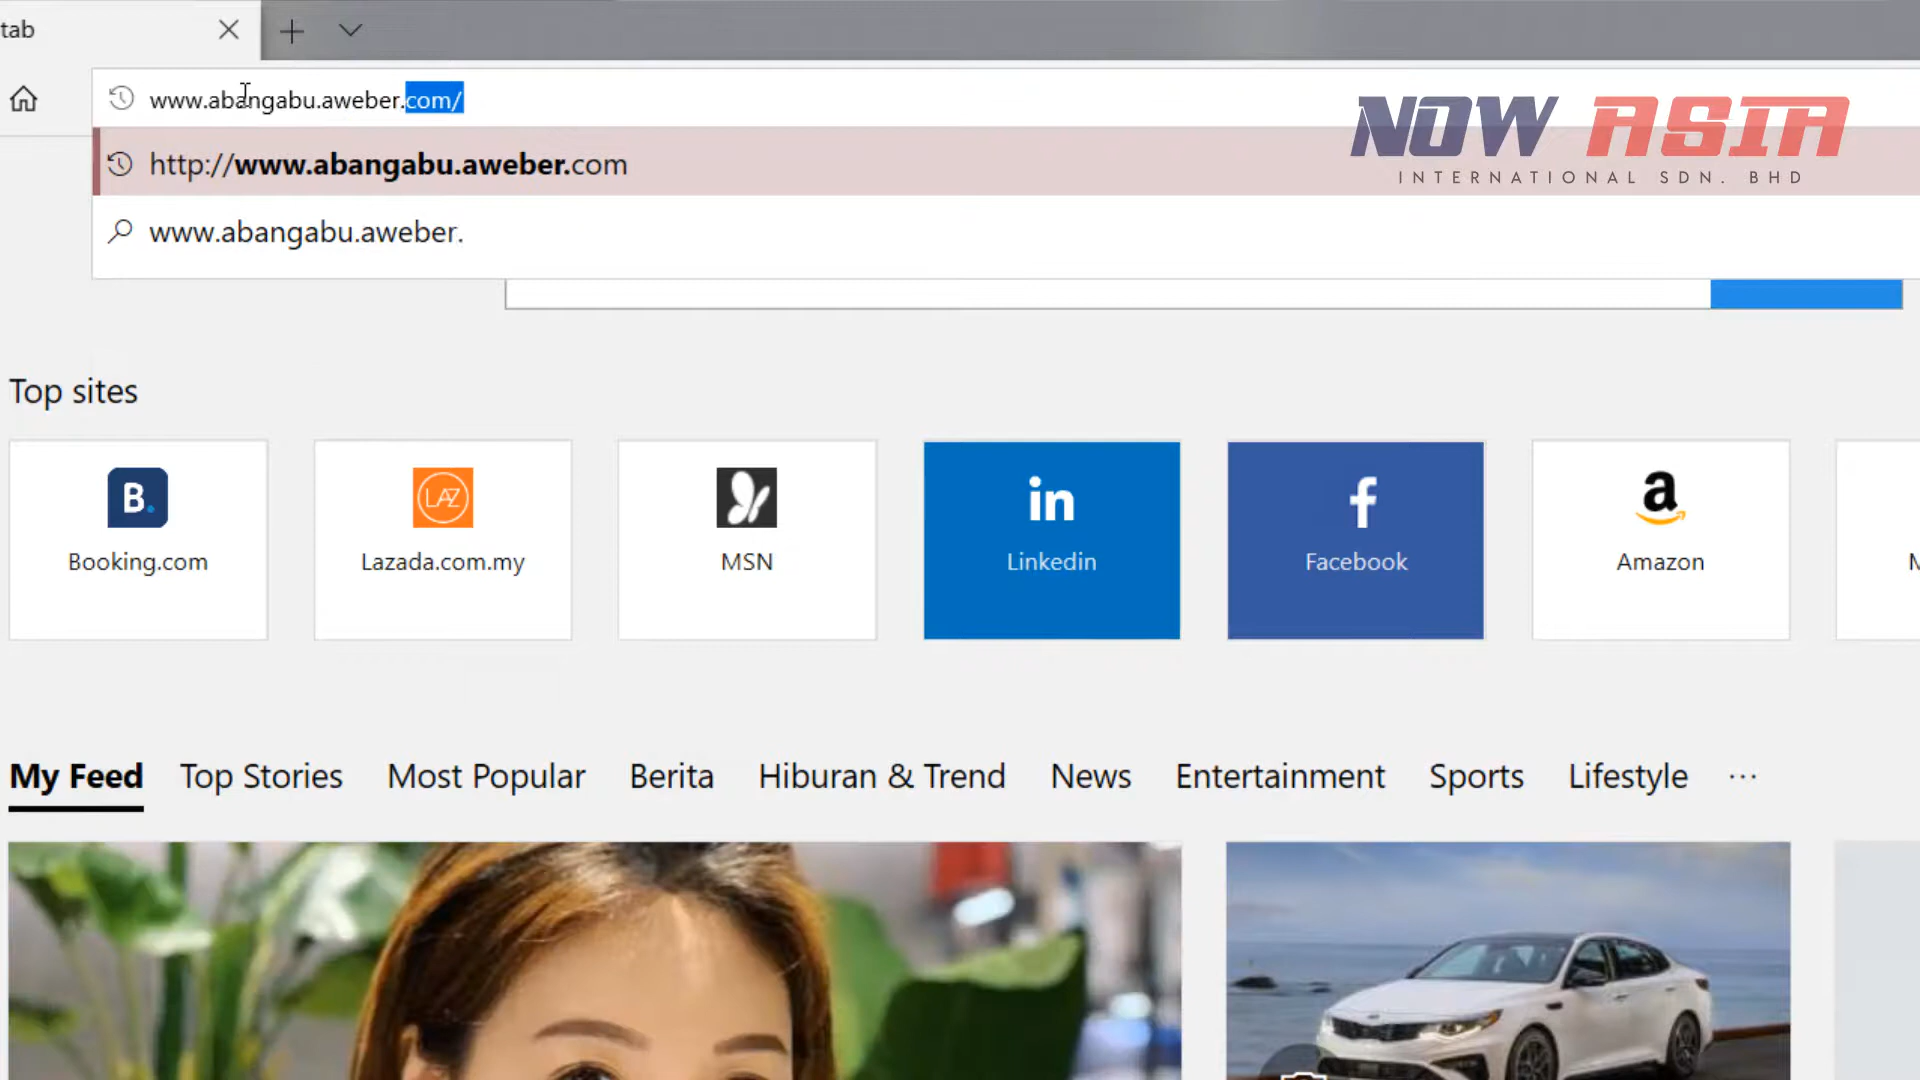 tab
www.abangabu.aweber.com/
http://www.abangabu.aweber.com
www.abangabu.aweber.
NOW ASIA
INTERNATIONAL SDN. BHD
Top sites
B.
Booking.com
LAZ
Lazada.com.my
MSN
in
Linkedin
f
Facebook
a
Amazon
My Feed Top Stories Most Popular Berita Hiburan & Trend News Entertainment Sports Lifestyle ...